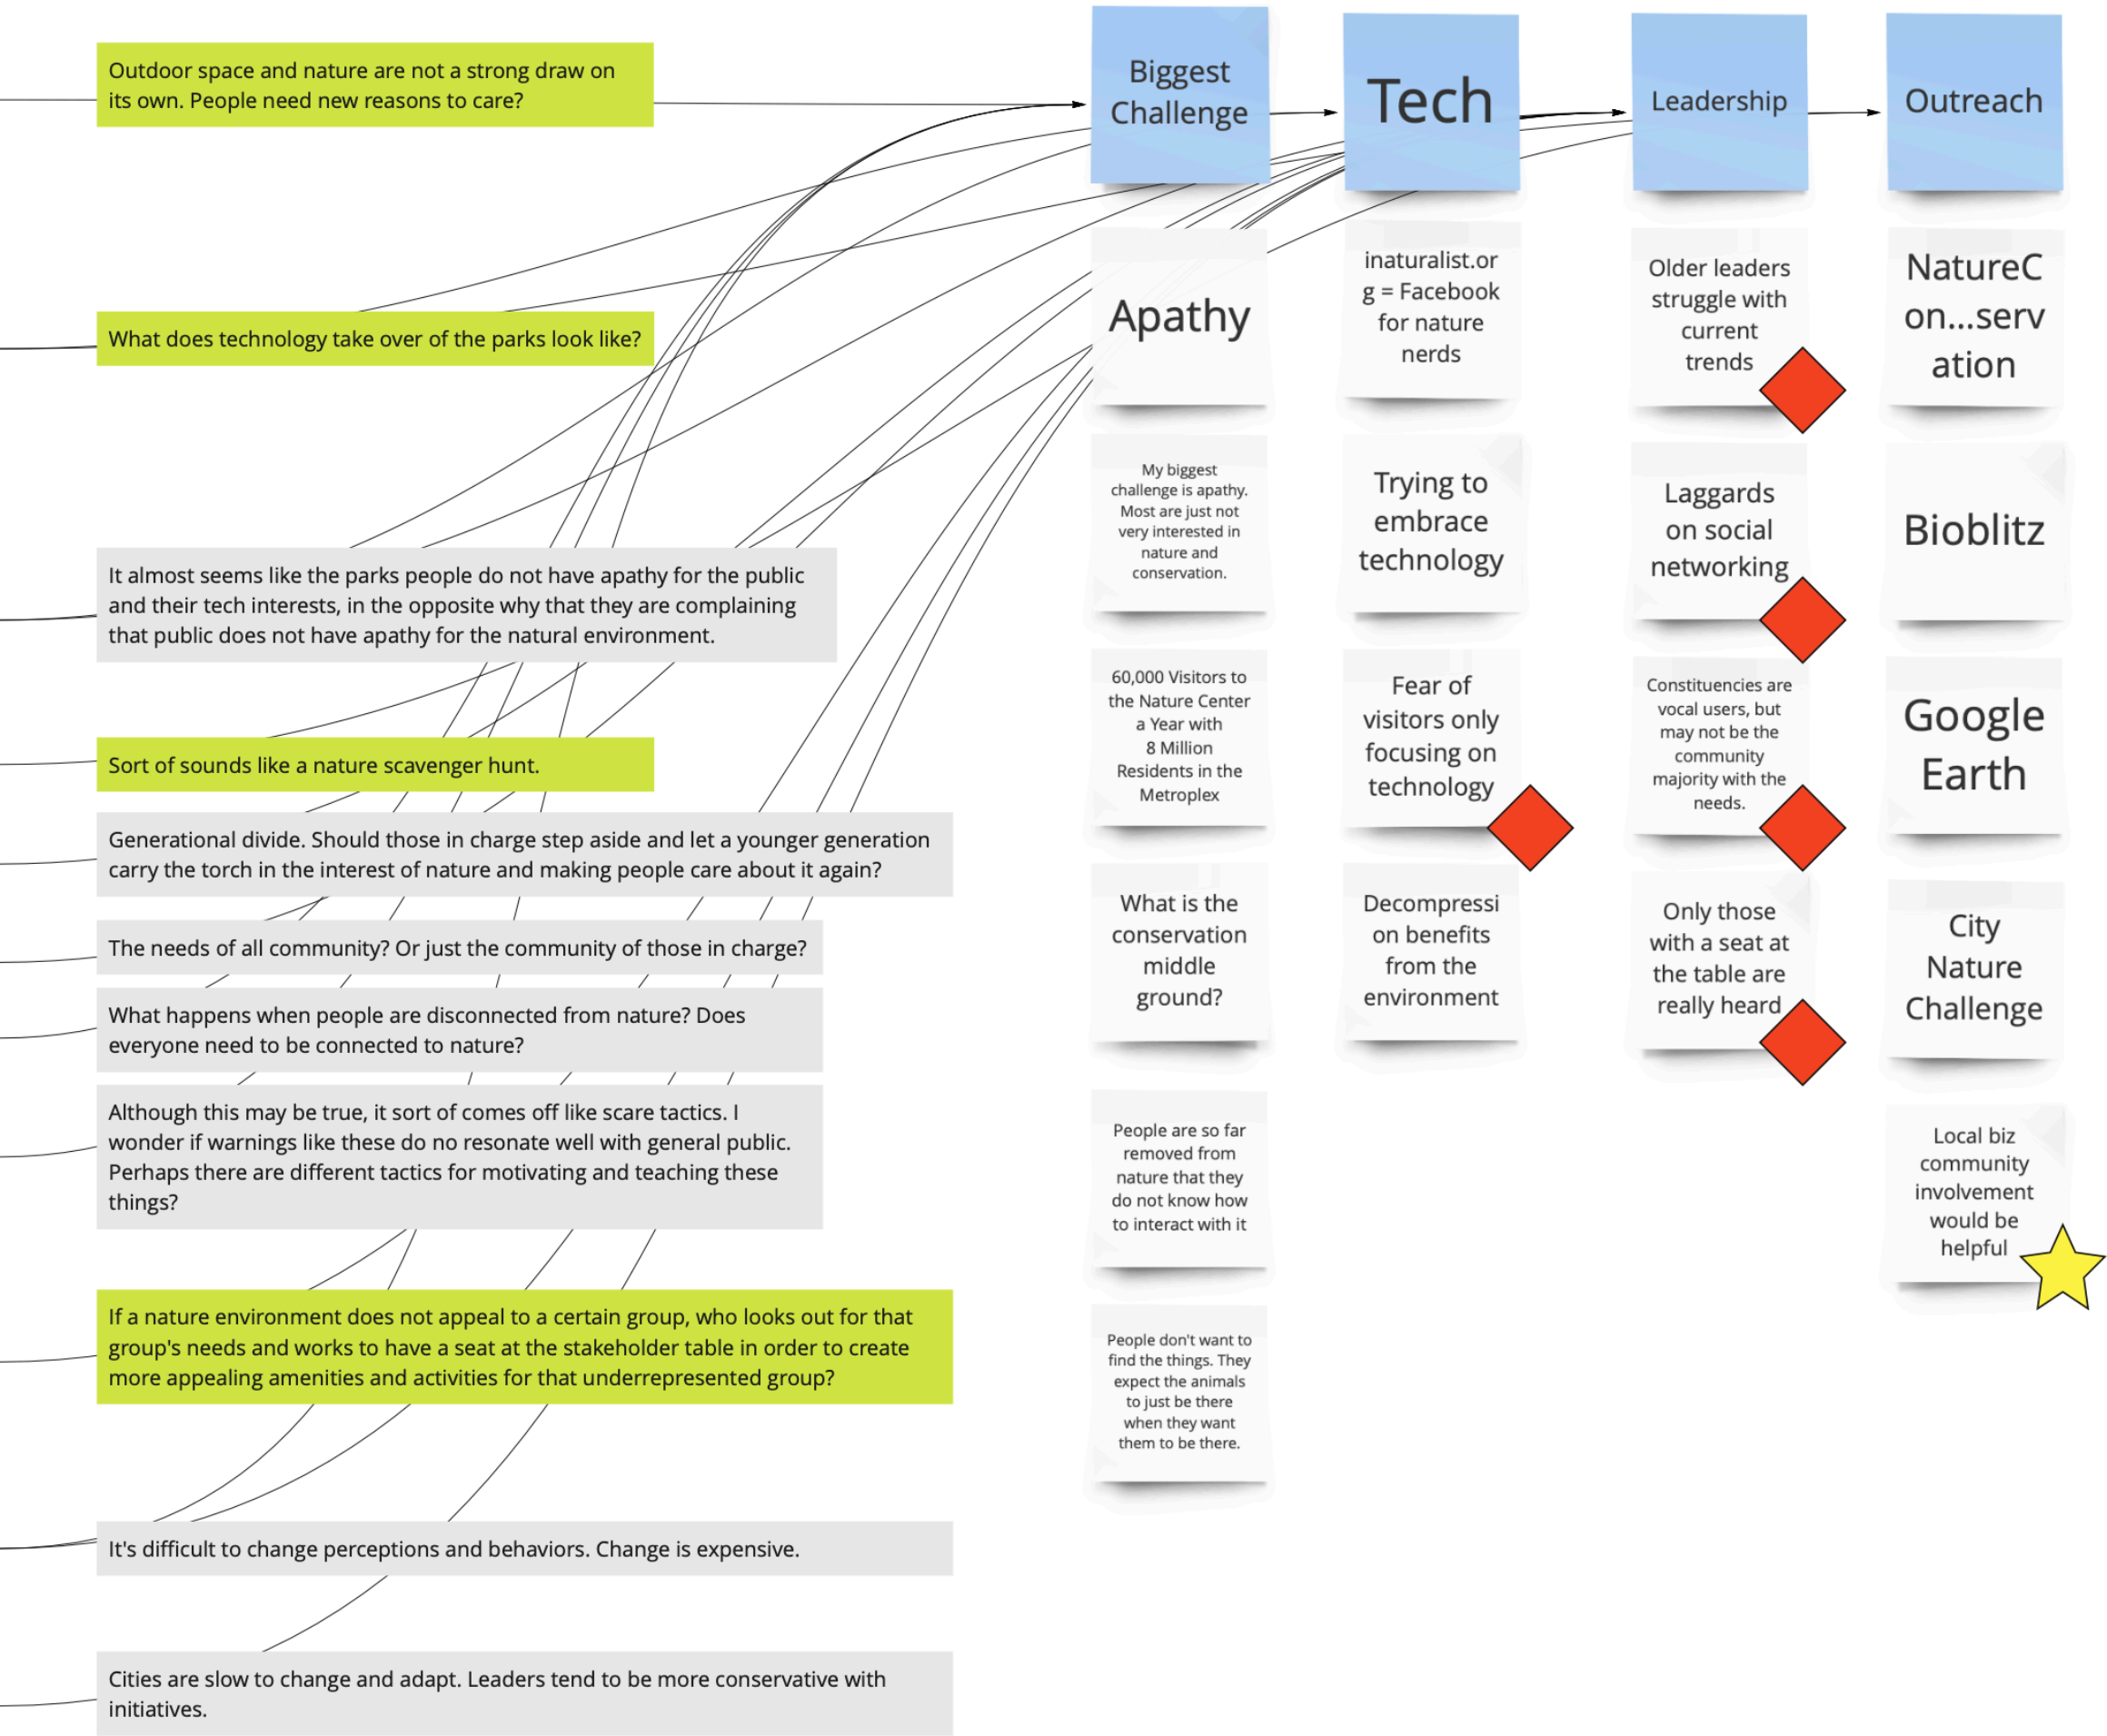 Outdoor space and nature are not a strong draw on
its own. People need new reasons to care?
What does technology take over of the parks look like?
It almost seems like the parks people do not have apathy for the public
and their tech interests, in the opposite why that they are complaining
that public does not have apathy for the natural environment.
Sort of sounds like a nature scavenger hunt.
Generational divide. Should those in charge step aside and let a younger generation
carry the torch in the interest of nature and making people care about it again?
The needs of all community? Or just the community of those in charge?
What happens when people are disconnected from nature? Does
everyone need to be connected to nature?
Although this may be true, it sort of comes off like scare tactics. I
wonder if warnings like these do no resonate well with general public.
Perhaps there are different tactics for motivating and teaching these
things?
If a nature environment does not appeal to a certain group, who looks out for that
group's needs and works to have a seat at the stakeholder table in order to create
more appealing amenities and activities for that underrepresented group?
It's difficult to change perceptions and behaviors. Change is expensive.
Cities are slow to change and adapt. Leaders tend to be more conservative with
initiatives.
Biggest
Challenge
Apathy
My biggest
challenge is apathy.
Most are just not
very interested in
nature and
conservation.
60,000 Visitors to
the Nature Center
a Year with
8 Million
Residents in the
Metroplex
What is the
conservation
middle
ground?
People are so far
removed from
nature that they
do not know how
to interact with it
People don't want to
find the things. They
expect the animals
to just be there
when they want
them to be there.
Tech
inaturalist.or
g = Facebook
for nature
nerds
Trying to
embrace
technology
Fear of
visitors only
focusing on
technology
Decompressi
on benefits
from the
environment
Leadership
Older leaders
struggle with
current
trends
Laggards
on social
networking
Constituencies are
vocal users, but
may not be the
community
majority with the
needs.
Only those
with a seat at
the table are
really heard
Outreach
NatureC
on...serv
ation
Bioblitz
Google
Earth
City
Nature
Challenge
Local biz
community
involvement
would be
helpful